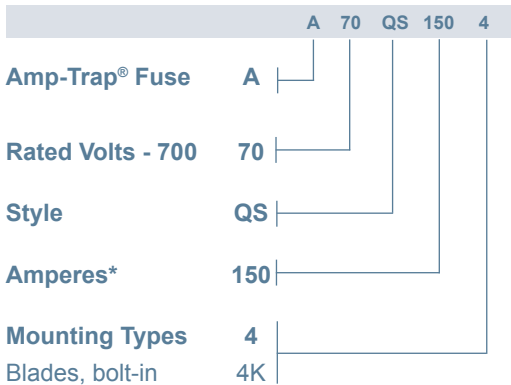 A 70 QS 150 4
Amp-Trap® Fuse A
Rated Volts - 700 70
Style QS
Amperes* 150
Mounting Types 4
Blades, bolt-in 4K